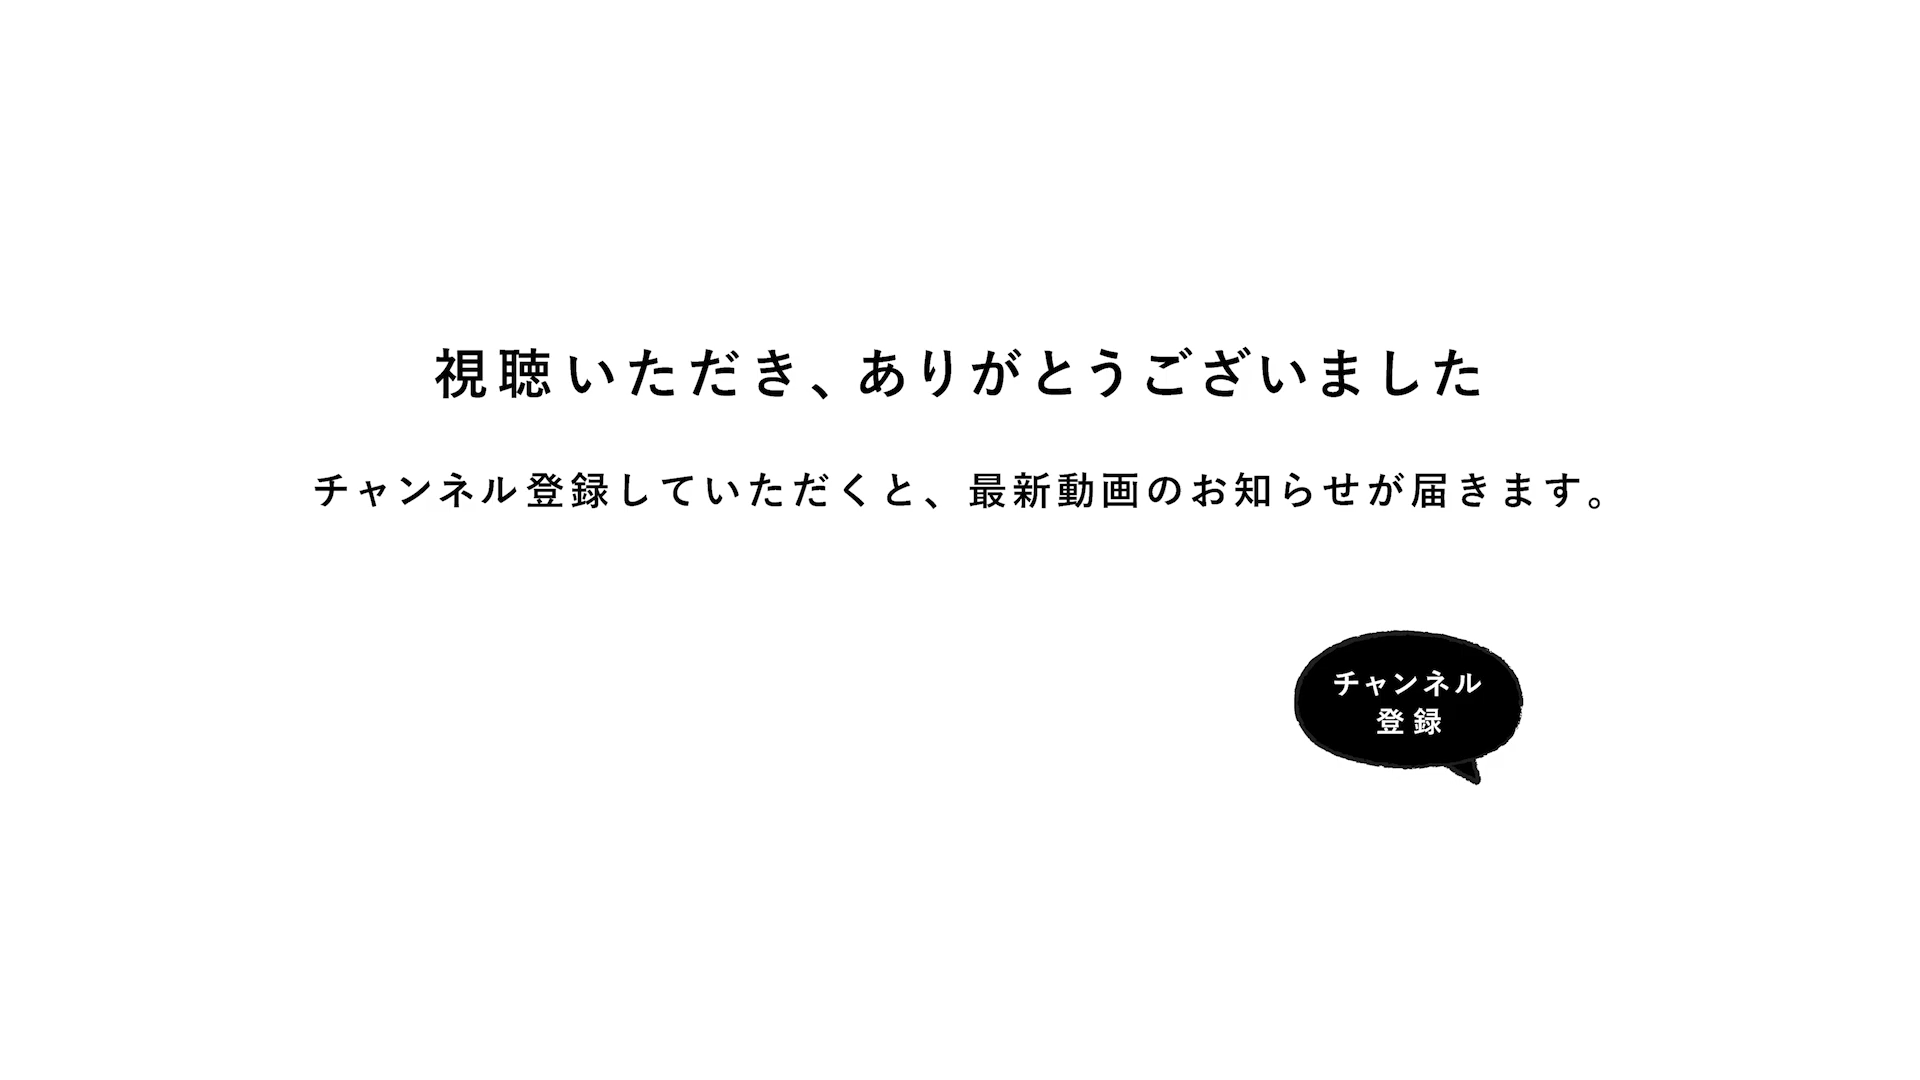 視聴いただき、ありがとうございました
チャンネル登録していただくと、最新動画のお知らせが届きます。
チャンネル
登録